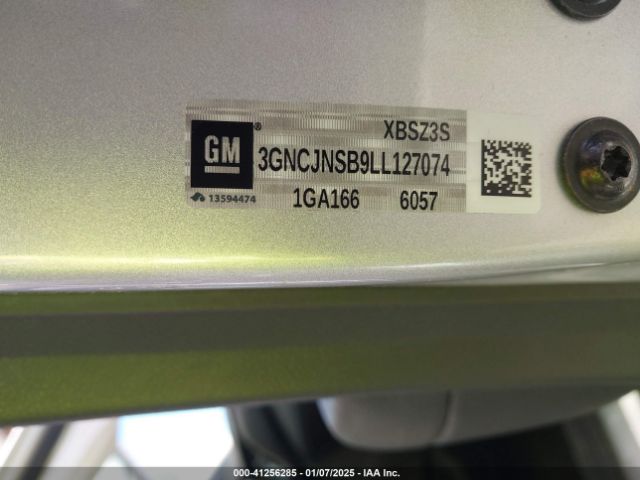 XBSZ3S
GM®
3GNCJNSB9LL127074
13594474
1GA166 6057
000-41256285 - 01/07/2025 - IAA Inc.